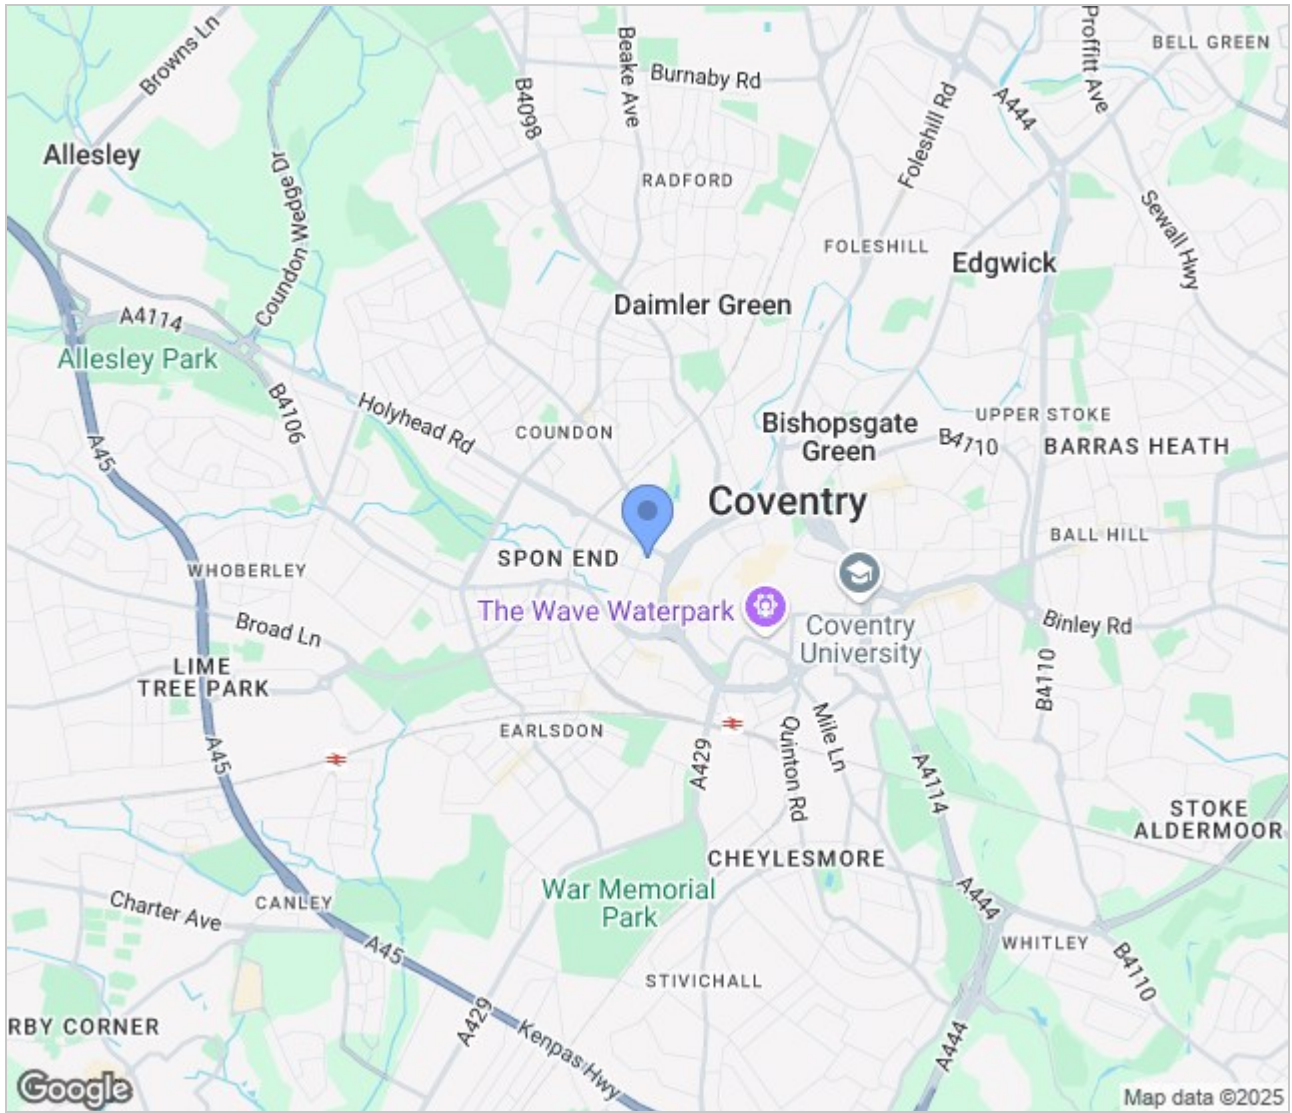 Browns Ln
Beake Ave
Burnaby Rd
Proffitt Ave
BELL GREEN
B4098
A444
Foleshill Rd
Allesley
Coundon Wedge Dr
RADFORD
Sewall Hwy
FOLESHILL
Edgwick
Daimler Green
A4114
Allesley Park
B4106
Holyhead Rd
COUNDON
Bishopsgate
Green
UPPER STOKE
B4110
BARRAS HEATH
A45
Coventry
SPON END
BALL HILL
WHOBERLEY
The Wave Waterpark
Coventry
University
Broad Ln
Binley Rd
LIME
TREE PARK
B4110
EARLSDON
A45
A429
Quinton Rd
Mile Ln
A4114
STOKE
ALDERMOOR
CHEYLESMORE
War Memorial
Park
CANLEY
Charter Ave
A444
A45
WHITLEY
B4110
STIVICHALL
RBY CORNER
A429
Kenpas Hwy
A444
Google
Map data ©2025